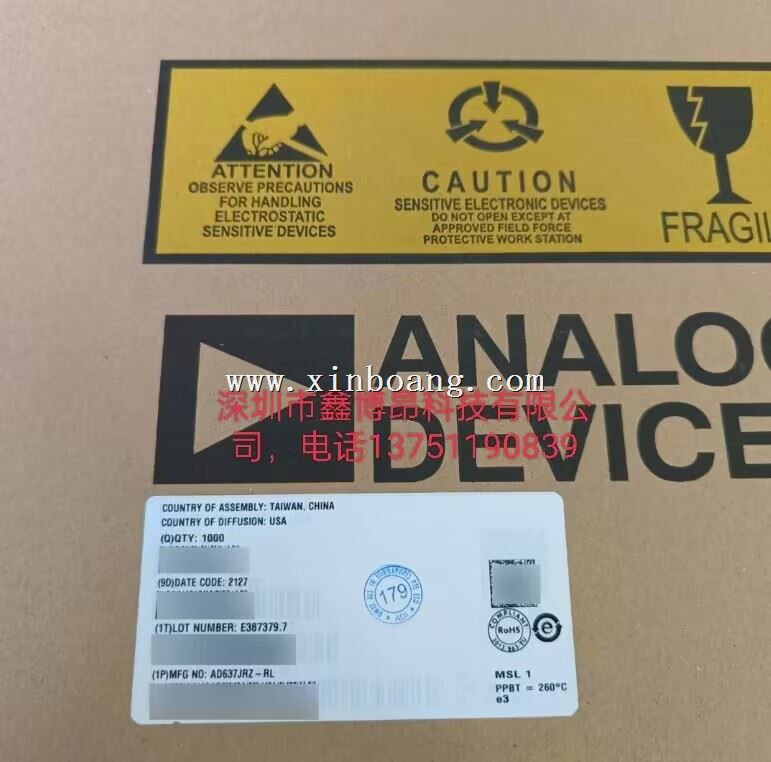 ATTENTION
OBSERVE PRECAUTIONS
FOR HANDLING
ELECTROSTATIC
SENSITIVE DEVICES
CAUTION
SENSITIVE ELECTRONIC DEVICES
DO NOT OPEN EXCEPT AT
APPROVED FIELD FORCE
PROTECTIVE WORK STATION
FRAGIL
ANALOG
DEVICE
www.xinboang.com
深圳市鑫博昂科技有限公
司，电话13751190839
COUNTRY OF ASSEMBLY: TAIWAN, CHINA
COUNTRY OF DIFFUSION: USA
(Q)QTY: 1000
(9D)DATE CODE: 2127
(1T)LOT NUMBER: E387379.7
(1P)MFG NO: AD637JRZ-RL
179
ADI
COMPLIANT
RoHS
e
MSL 1
PPBT = 260°C
e3